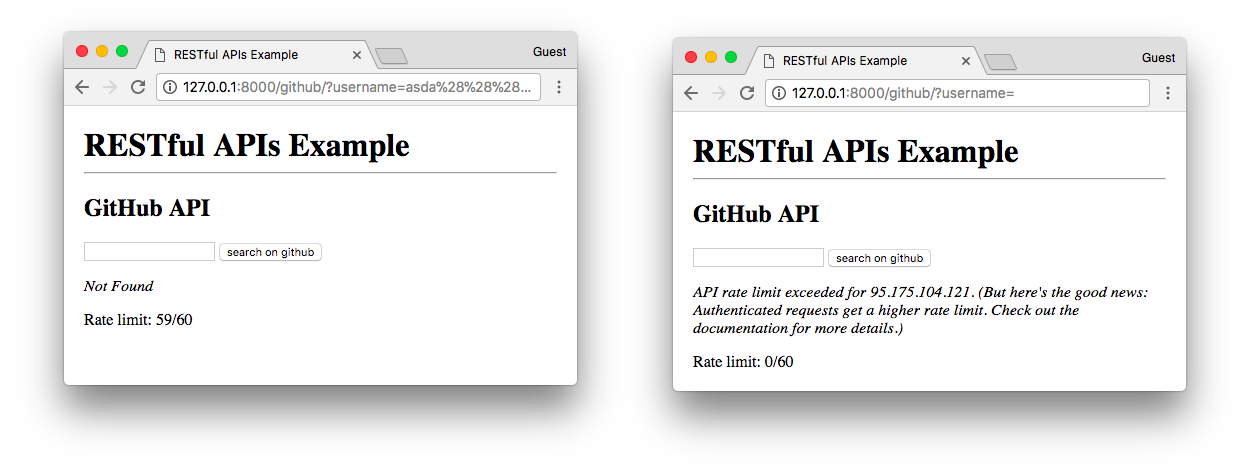 RESTful APIs Example
Guest
127.0.0.1:8000/github/?username=asda%28%28%28...
RESTful APIs Example
GitHub API
search on github
Not Found
Rate limit: 59/60
RESTful APIs Example
Guest
127.0.0.1:8000/github/?username=
RESTful APIs Example
GitHub API
search on github
API rate limit exceeded for 95.175.104.121. (But here's the good news:
Authenticated requests get a higher rate limit. Check out the
documentation for more details.)
Rate limit: 0/60